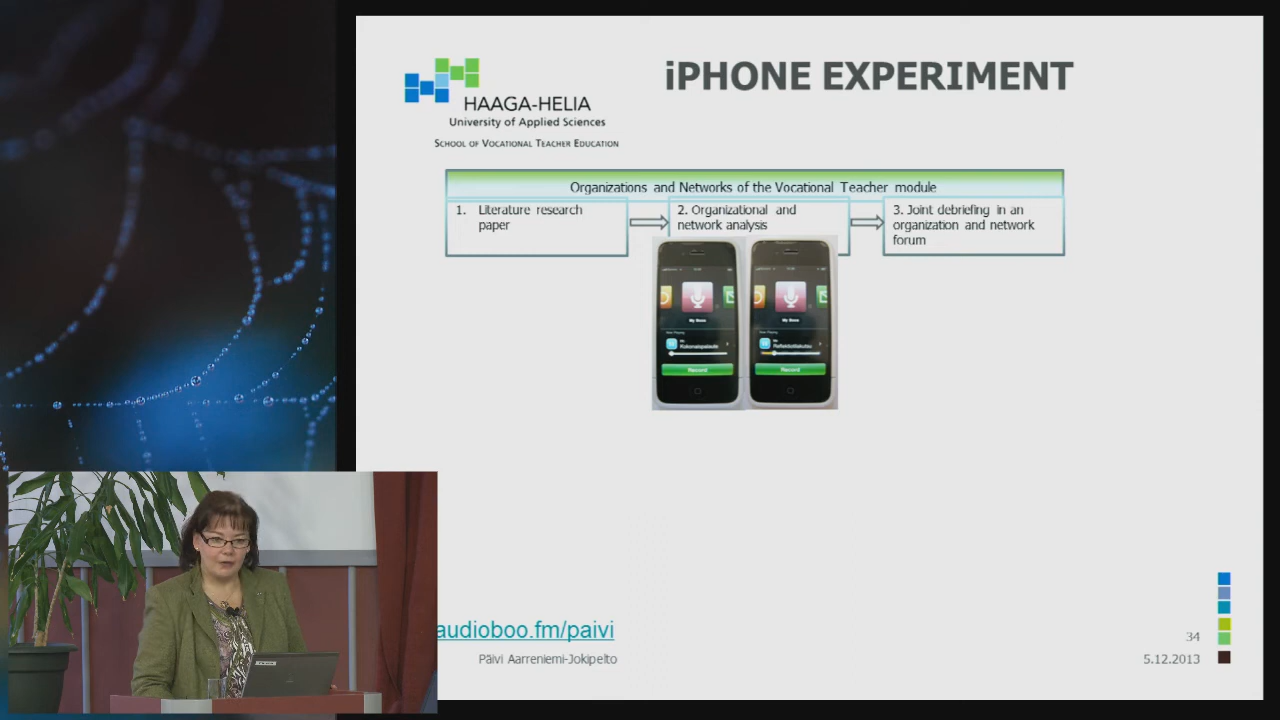 iPHONE EXPERIMENT
HAAGA-HELIA
University of Applied Sciences
SCHOOL OF VOCATIONAL TEACHER EDUCATION
Organizations and Networks of the Vocational Teacher module
1. Literature research
paper
2. Organizational and
network analysis
3. Joint debriefing in an
organization and network
forum
Record
Record
audioboo.fm/paivi
Päivi Aarreniemi-Jokipelto
34
5.12.2013